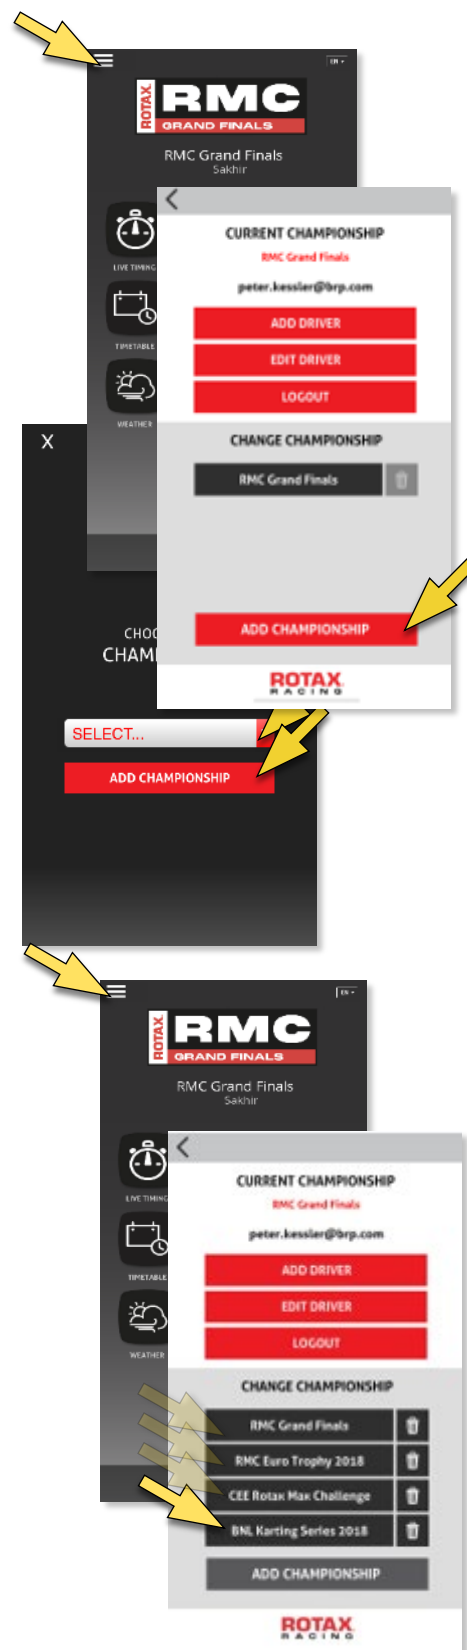 EN
ROTAX
RMC
GRAND FINALS
RMC Grand Finals
Sakhir
LIVE TIMING
TIMETABLE
WEATHER
CURRENT CHAMPIONSHIP
RMC Grand Finals
peter.kessler@brp.com
ADD DRIVER
EDIT DRIVER
LOGOUT
CHANGE CHAMPIONSHIP
RMC Grand Finals
ADD CHAMPIONSHIP
ROTAX
RACING
X
CHOO
CHAMI
SELECT...
ADD CHAMPIONSHIP
EN
ROTAX
RMC
GRAND FINALS
RMC Grand Finals
Sakhir
LIVE TIMING
TIMETABLE
WEATHER
CURRENT CHAMPIONSHIP
RMC Grand Finals
peter.kessler@brp.com
ADD DRIVER
EDIT DRIVER
LOGOUT
CHANGE CHAMPIONSHIP
RMC Grand Finals
RMC Euro Trophy 2018
CEE Rotax Max Challenge
BNL Karting Series 2018
ADD CHAMPIONSHIP
ROTAX
RACING